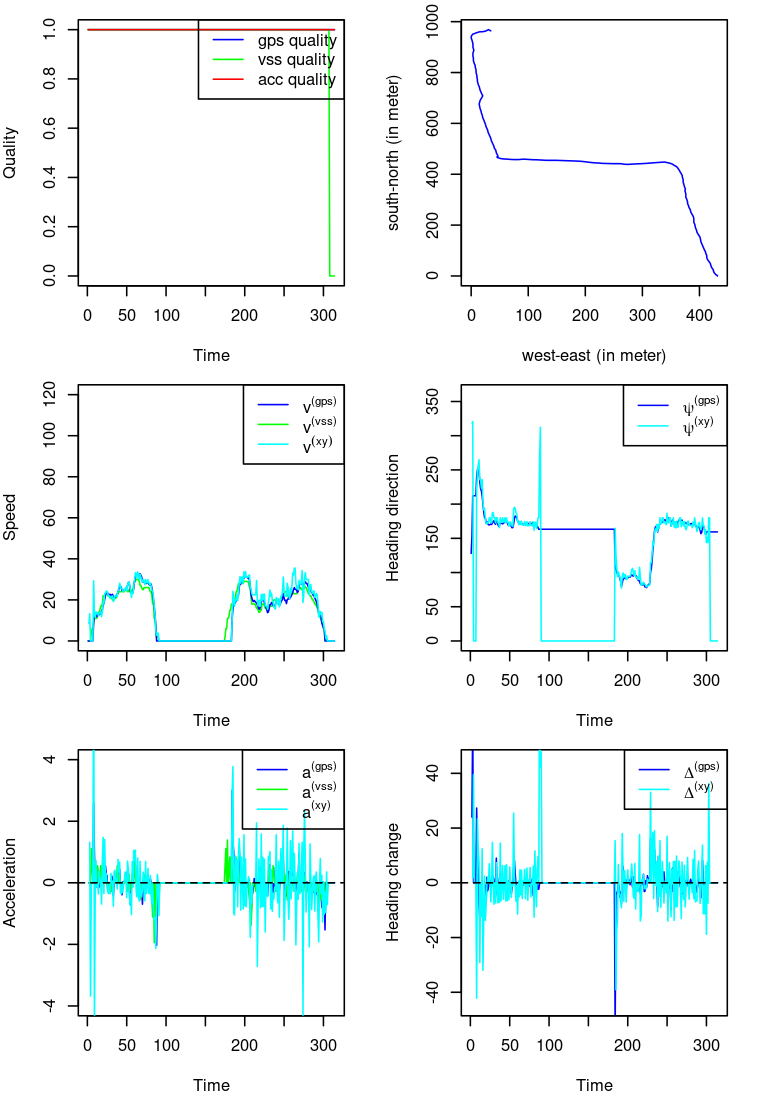 Quality
0.0 0.2 0.4 0.6 0.8 1.0
gps quality
vss quality
acc quality
0 50 100 200 300
Time
south-north (in meter)
0 200 400 600 800 1000
0 100 200 300 400
west-east (in meter)
Speed
0 20 40 60 80 100 120
v(gps)
v(vss)
v(xy)
0 50 100 200 300
Time
Heading direction
0 50 150 250 350
ψ(gps)
ψ(xy)
0 50 100 200 300
Time
Acceleration
-4 -2 0 2 4
a(gps)
a(vss)
a(xy)
0 50 100 200 300
Time
Heading change
-40 -20 0 20 40
Δ(gps)
Δ(xy)
0 50 100 200 300
Time